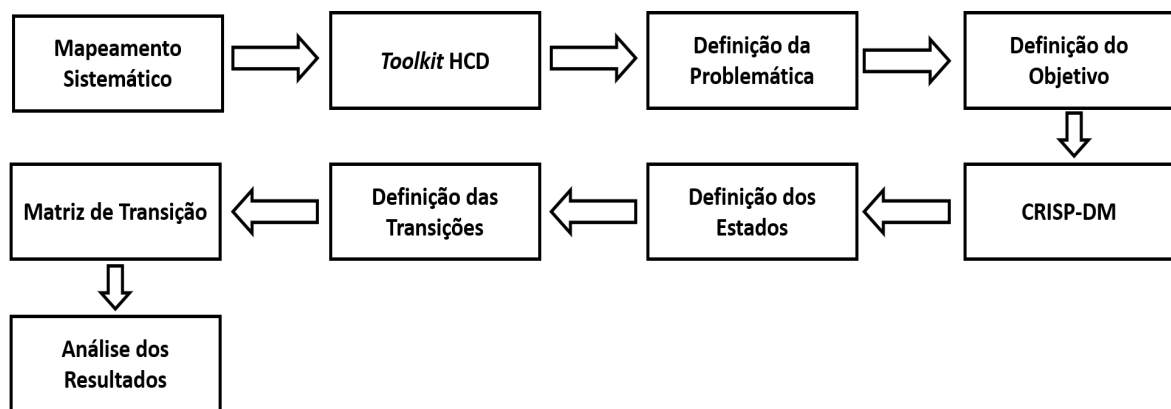 Mapeamento
Sistemático
Toolkit HCD
Definição da
Problemática
Definição do
Objetivo
CRISP-DM
Definição dos
Estados
Definição das
Transições
Matriz de Transição
Análise dos
Resultados